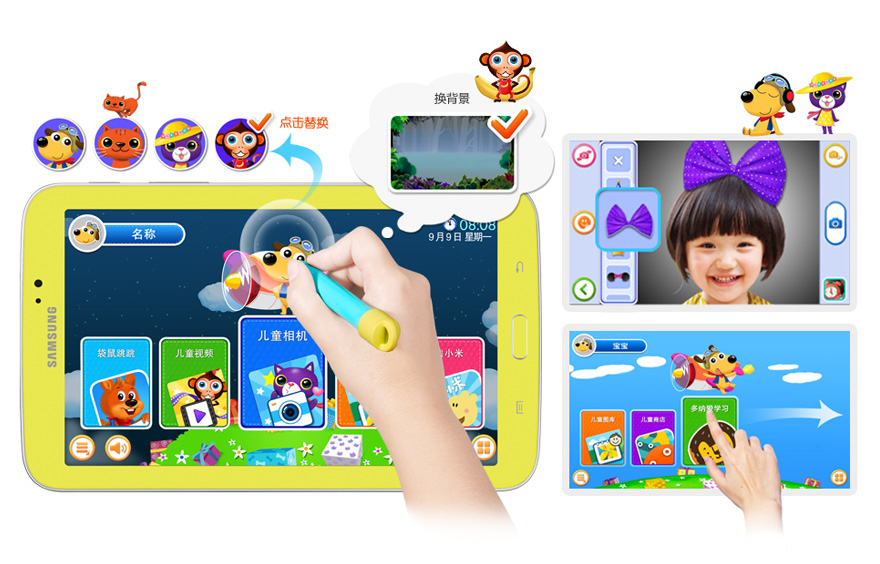 换背景
点击替换
名称
08:08
9月9日 星期一
儿童相机
袋鼠跳跳
儿童视频
小米
SAMSUNG
宝宝
儿童图库
儿童商店
多纳爱学习